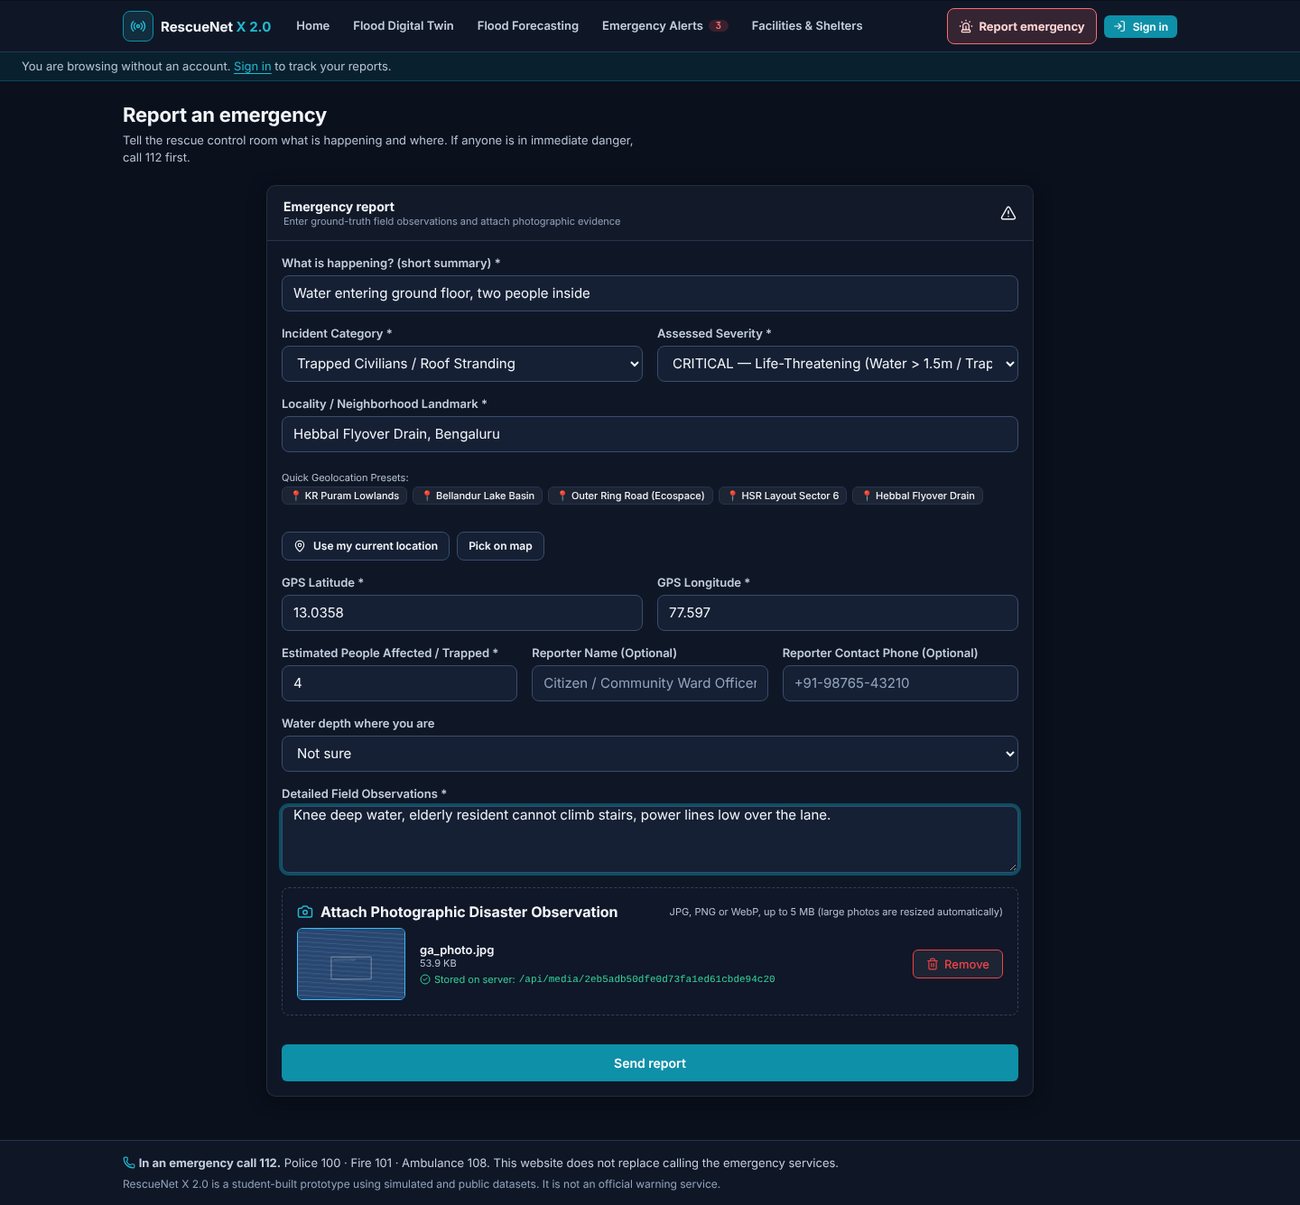 RescueNet X 2.0
Home
Flood Digital Twin
Flood Forecasting
Emergency Alerts 3
Facilities & Shelters
Report emergency
Sign in
You are browsing without an account. Sign in to track your reports.
Report an emergency
Tell the rescue control room what is happening and where. If anyone is in immediate danger,
call 112 first.
Emergency report
Enter ground-truth field observations and attach photographic evidence
What is happening? (short summary) *
Water entering ground floor, two people inside
Incident Category *
Assessed Severity *
Trapped Civilians / Roof Stranding
CRITICAL — Life-Threatening (Water > 1.5m / Trap
Locality / Neighborhood Landmark *
Hebbal Flyover Drain, Bengaluru
Quick Geolocation Presets:
📍 KR Puram Lowlands
📍 Bellandur Lake Basin
📍 Outer Ring Road (Ecospace)
📍 HSR Layout Sector 6
📍 Hebbal Flyover Drain
Use my current location
Pick on map
GPS Latitude *
GPS Longitude *
13.0358
77.597
Estimated People Affected / Trapped *
Reporter Name (Optional)
Reporter Contact Phone (Optional)
4
Citizen / Community Ward Officer
+91-98765-43210
Water depth where you are
Not sure
Detailed Field Observations *
Knee deep water, elderly resident cannot climb stairs, power lines low over the lane.
Attach Photographic Disaster Observation
JPG, PNG or WebP, up to 5 MB (large photos are resized automatically)
ga_photo.jpg
53.9 KB
Stored on server: /api/media/2eb5adb50dfe0d73fa1ed61cbde94c20
Remove
Send report
In an emergency call 112. Police 100 · Fire 101 · Ambulance 108. This website does not replace calling the emergency services.
RescueNet X 2.0 is a student-built prototype using simulated and public datasets. It is not an official warning service.